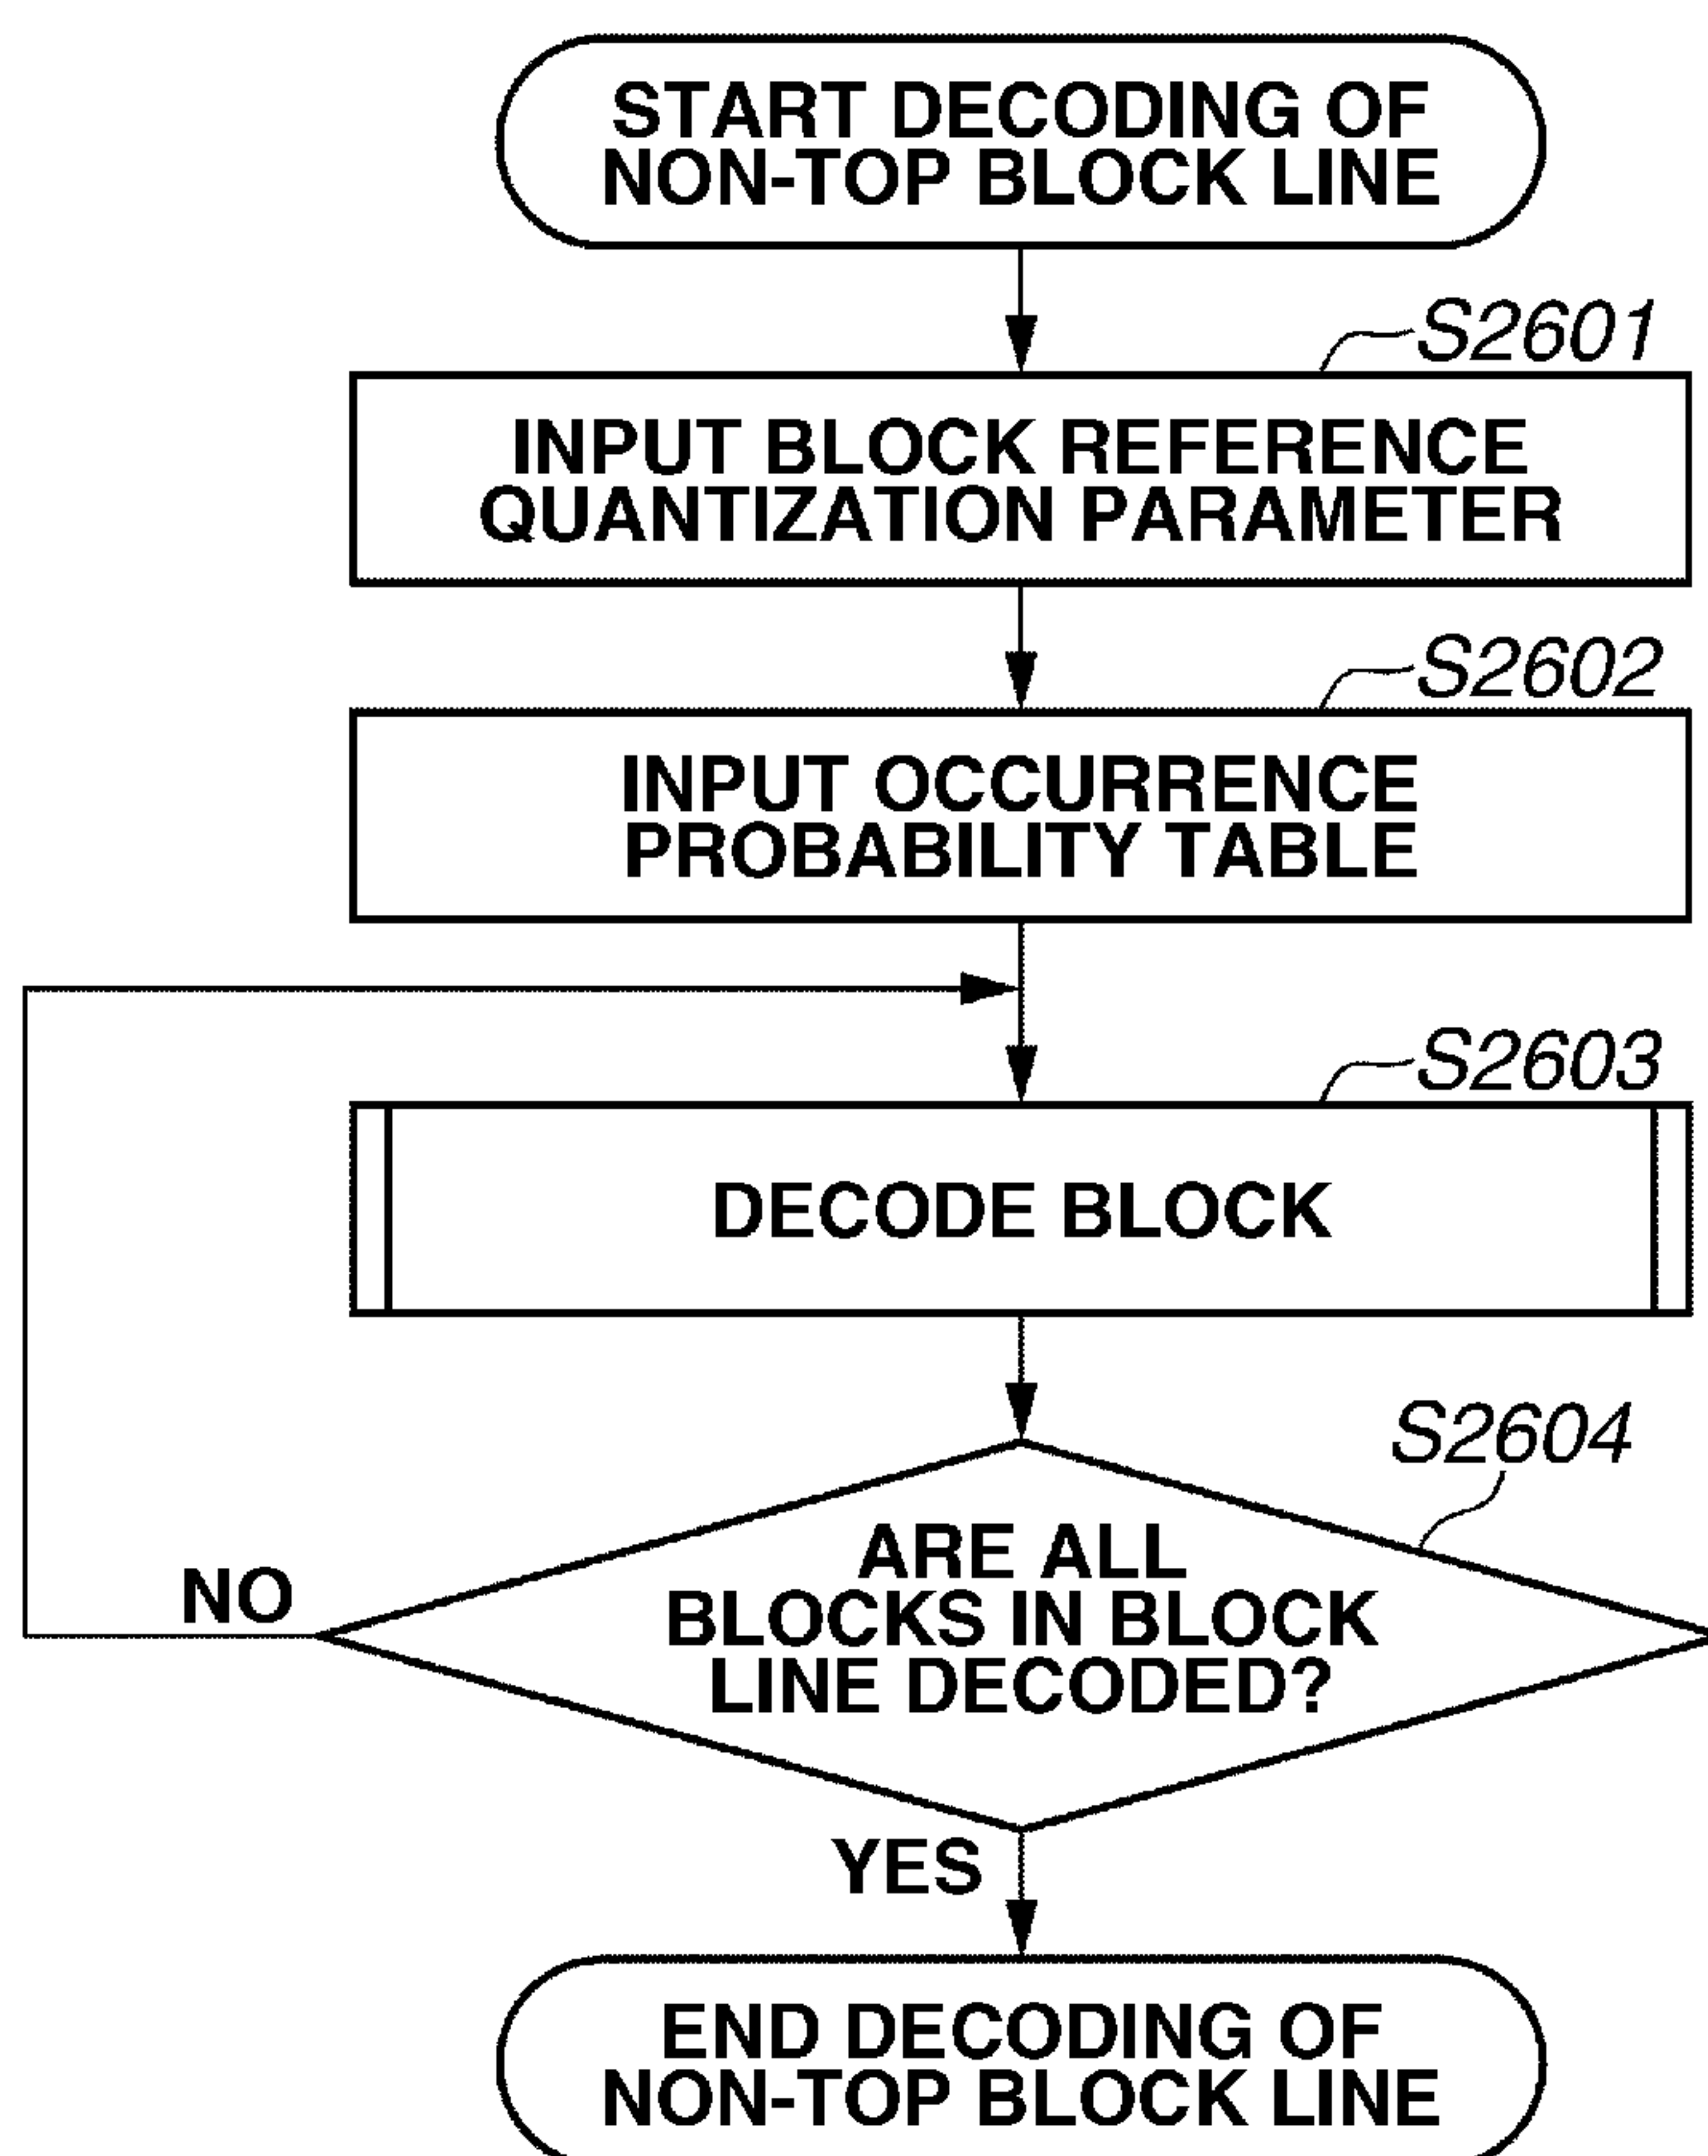 START DECODING OF
NON-TOP BLOCK LINE
S2601
INPUT BLOCK REFERENCE
QUANTIZATION PARAMETER
S2602
INPUT OCCURRENCE
PROBABILITY TABLE
S2603
DECODE BLOCK
S2604
ARE ALL
BLOCKS IN BLOCK
LINE DECODED?
NO
YES
END DECODING OF
NON-TOP BLOCK LINE